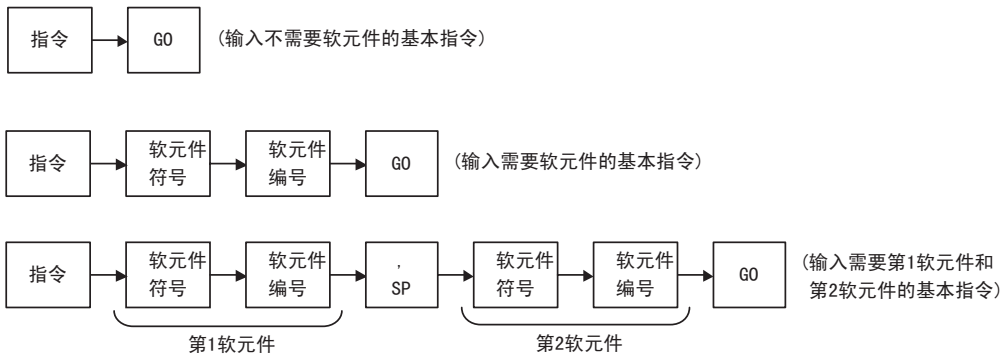 指令 GO (输入不需要软元件的基本指令)
指令 软元件符号 软元件编号 GO (输入需要软元件的基本指令)
指令 软元件符号 软元件编号 , SP 软元件符号 软元件编号 GO (输入需要第1软元件和
第2软元件的基本指令)
第1软元件 第2软元件